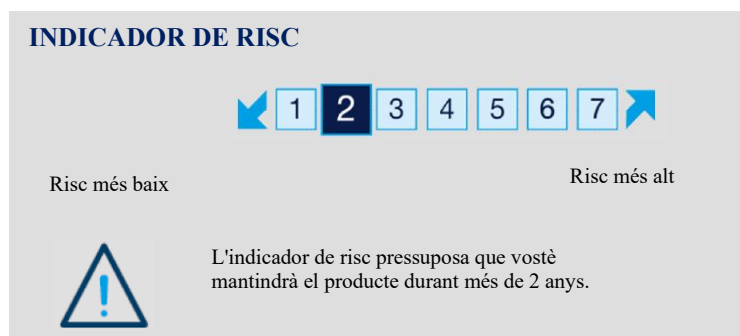 INDICADOR DE RISC
1 2 3 4 5 6 7
Risc més baix
Risc més alt
L'indicador de risc pressuposa que vostè
mantindrà el producte durant més de 2 anys.